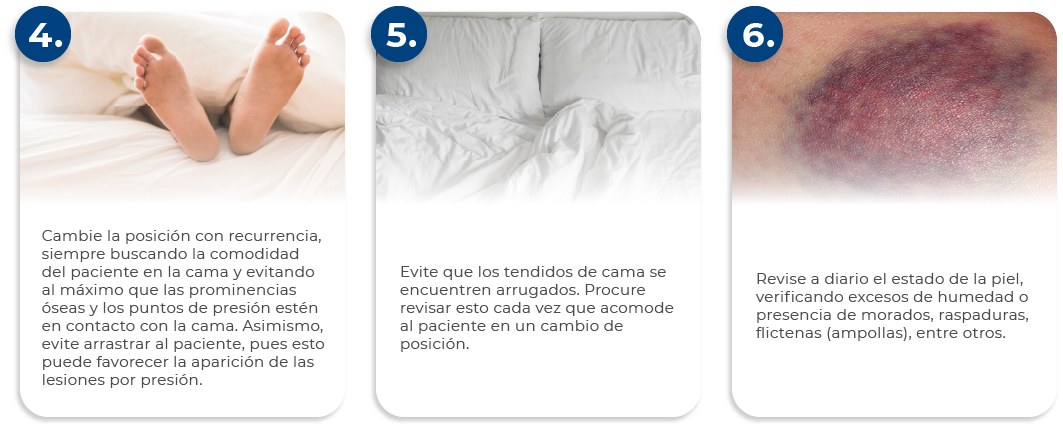 4.
Cambie la posición con recurrencia,
siempre buscando la comodidad
del paciente en la cama y evitando
al máximo que las prominencias
óseas y los puntos de presión estén
en contacto con la cama. Asimismo,
evite arrastrar al paciente, pues esto
puede favorecer la aparición de las
lesiones por presión.
5.
Evite que los tendidos de cama se
encuentren arrugados. Procure
revisar esto cada vez que acomode
al paciente en un cambio de
posición.
6.
Revise a diario el estado de la piel,
verificando excesos de humedad o
presencia de morados, raspaduras,
flictenas (ampollas), entre otros.